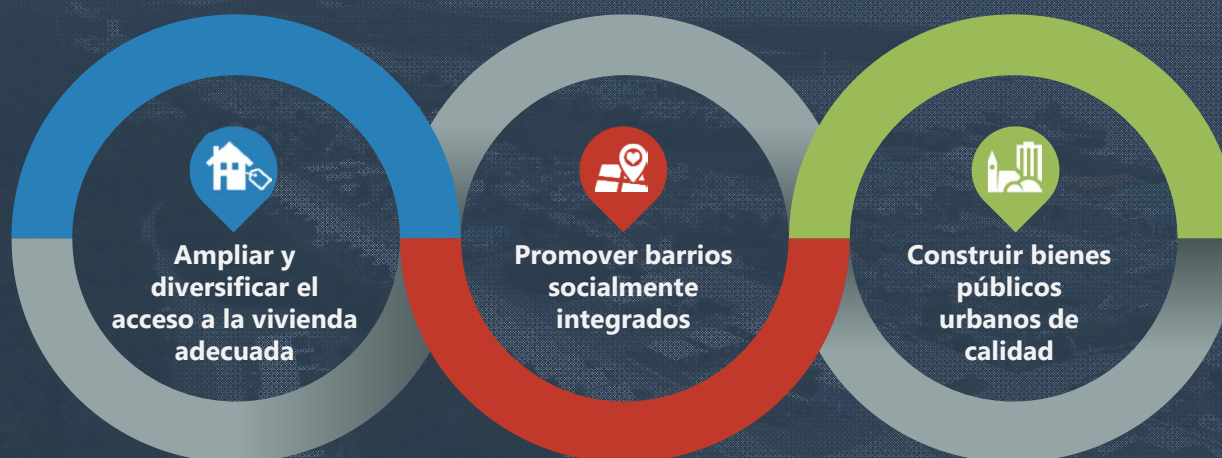 Ampliar y
diversificar el
acceso a la vivienda
adecuada
Promover barrios
socialmente
integrados
Construir bienes
públicos
urbanos de
calidad